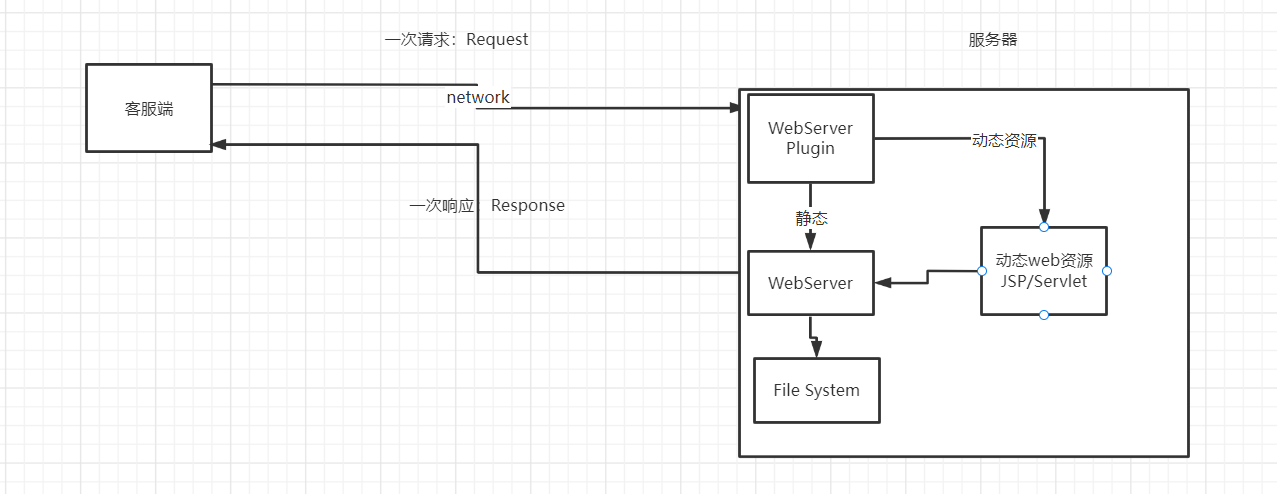 一次请求：Request
服务器
客服端
network
WebServer
Plugin
动态资源
一次响应：Response
静态
动态web资源
JSP/Servlet
WebServer
File System